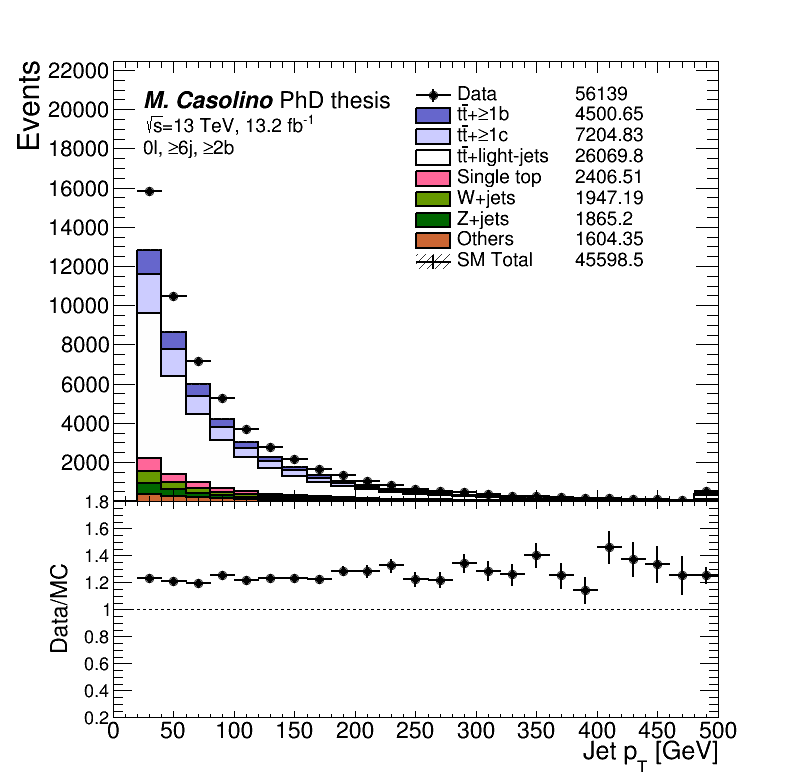 Events
22000
20000
18000
16000
14000
12000
10000
8000
6000
4000
2000
M. Casolino PhD thesis
√s=13 TeV, 13.2 fb⁻¹
0l, ≥6j, ≥2b
Data 56139
tt̄+≥1b 4500.65
tt̄+≥1c 7204.83
tt̄+light-jets 26069.8
Single top 2406.51
W+jets 1947.19
Z+jets 1865.2
Others 1604.35
SM Total 45598.5
Data/MC
1.8
1.6
1.4
1.2
1
0.8
0.6
0.4
0.2
0 50 100 150 200 250 300 350 400 450 500
Jet p_T [GeV]